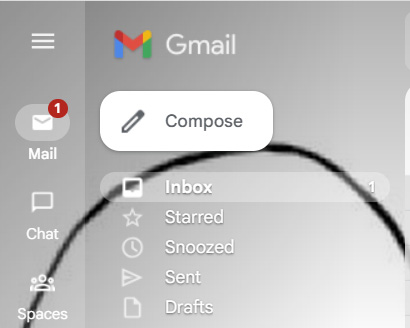 Gmail
1
Compose
Mail
Inbox 1
Starred
Chat
Snoozed
Sent
Spaces
Drafts